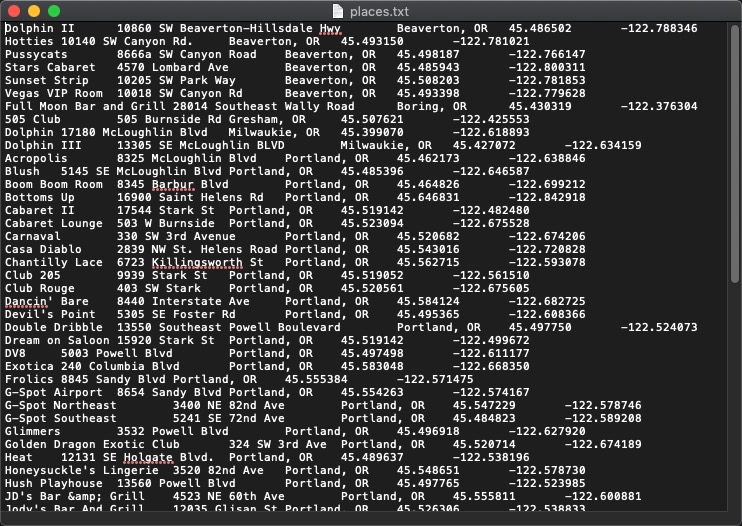 places.txt
Dolphin II 10860 SW Beaverton-Hillsdale Hwy Beaverton, OR 45.486502 -122.788346
Hotties 10140 SW Canyon Rd. Beaverton, OR 45.493150 -122.781021
Pussycats 8666a SW Canyon Road Beaverton, OR 45.498187 -122.766147
Stars Cabaret 4570 Lombard Ave Beaverton, OR 45.485943 -122.800311
Sunset Strip 10205 SW Park Way Beaverton, OR 45.508203 -122.781853
Vegas VIP Room 10018 SW Canyon Rd Beaverton, OR 45.493398 -122.779628
Full Moon Bar and Grill 28014 Southeast Wally Road Boring, OR 45.430319 -122.376304
505 Club 505 Burnside Rd Gresham, OR 45.507621 -122.425553
Dolphin 17180 McLoughlin Blvd Milwaukie, OR 45.399070 -122.618893
Dolphin III 13305 SE McLoughlin BLVD Milwaukie, OR 45.427072 -122.634159
Acropolis 8325 McLoughlin Blvd Portland, OR 45.462173 -122.638846
Blush 5145 SE McLoughlin Blvd Portland, OR 45.485396 -122.646587
Boom Boom Room 8345 Barbur Blvd Portland, OR 45.464826 -122.699212
Bottoms Up 16900 Saint Helens Rd Portland, OR 45.646831 -122.842918
Cabaret II 17544 Stark St Portland, OR 45.519142 -122.482480
Cabaret Lounge 503 W Burnside Portland, OR 45.523094 -122.675528
Carnaval 330 SW 3rd Avenue Portland, OR 45.520682 -122.674206
Casa Diablo 2839 NW St. Helens Road Portland, OR 45.543016 -122.720828
Chantilly Lace 6723 Killingsworth St Portland, OR 45.562715 -122.593078
Club 205 9939 Stark St Portland, OR 45.519052 -122.561510
Club Rouge 403 SW Stark Portland, OR 45.520561 -122.675605
Dancin' Bare 8440 Interstate Ave Portland, OR 45.584124 -122.682725
Devil's Point 5305 SE Foster Rd Portland, OR 45.495365 -122.608366
Double Dribble 13550 Southeast Powell Boulevard Portland, OR 45.497750 -122.524073
Dream on Saloon 15920 Stark St Portland, OR 45.519142 -122.499672
DV8 5003 Powell Blvd Portland, OR 45.497498 -122.611177
Exotica 240 Columbia Blvd Portland, OR 45.583048 -122.668350
Frolics 8845 Sandy Blvd Portland, OR 45.555384 -122.571475
G-Spot Airport 8654 Sandy Blvd Portland, OR 45.554263 -122.574167
G-Spot Northeast 3400 NE 82nd Ave Portland, OR 45.547229 -122.578746
G-Spot Southeast 5241 SE 72nd Ave Portland, OR 45.484823 -122.589208
Glimmers 3532 Powell Blvd Portland, OR 45.496918 -122.627920
Golden Dragon Exotic Club 324 SW 3rd Ave Portland, OR 45.520714 -122.674189
Heat 12131 SE Holgate Blvd. Portland, OR 45.489637 -122.538196
Honeysuckle's Lingerie 3520 82nd Ave Portland, OR 45.548651 -122.578730
Hush Playhouse 13560 Powell Blvd Portland, OR 45.497765 -122.523985
JD's Bar &amp; Grill 4523 NE 60th Ave Portland, OR 45.555811 -122.600881
Jody's Bar And Grill 12035 Glisan St Portland, OR 45.526306 -122.538833